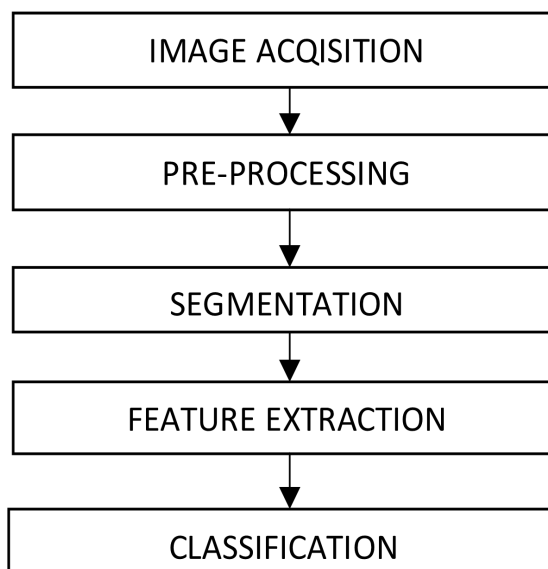 IMAGE ACQISITION
PRE-PROCESSING
SEGMENTATION
FEATURE EXTRACTION
CLASSIFICATION